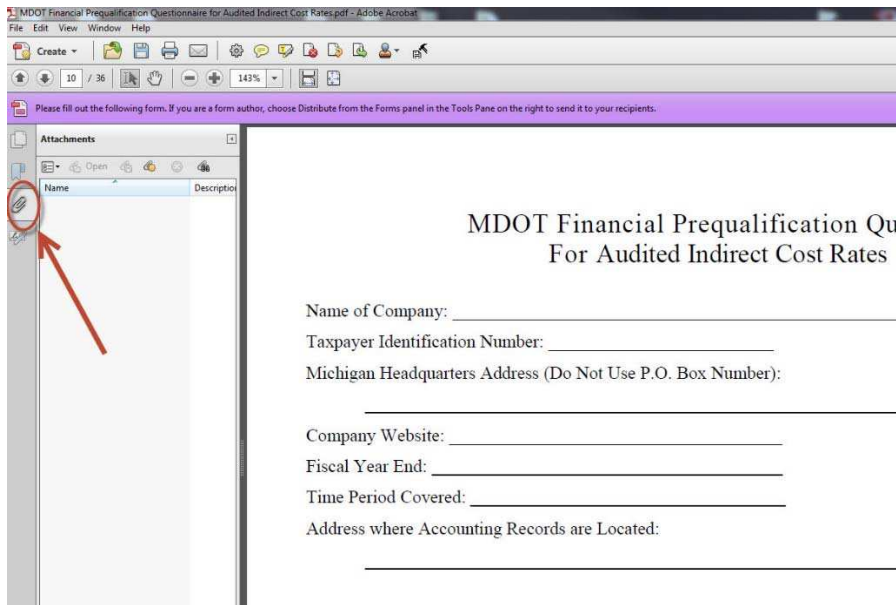 MDOT Financial Prequalification Questionnaire for Audited Indirect Cost Rates.pdf - Adobe Acrobat
File Edit View Window Help
Create
10 / 36 143%
Please fill out the following form. If you are a form author, choose Distribute from the Forms panel in the Tools Pane on the right to send it to your recipients.
Attachments
Open
Name Description
MDOT Financial Prequalification Qu
For Audited Indirect Cost Rates
Name of Company:
Taxpayer Identification Number:
Michigan Headquarters Address (Do Not Use P.O. Box Number):
Company Website:
Fiscal Year End:
Time Period Covered:
Address where Accounting Records are Located: